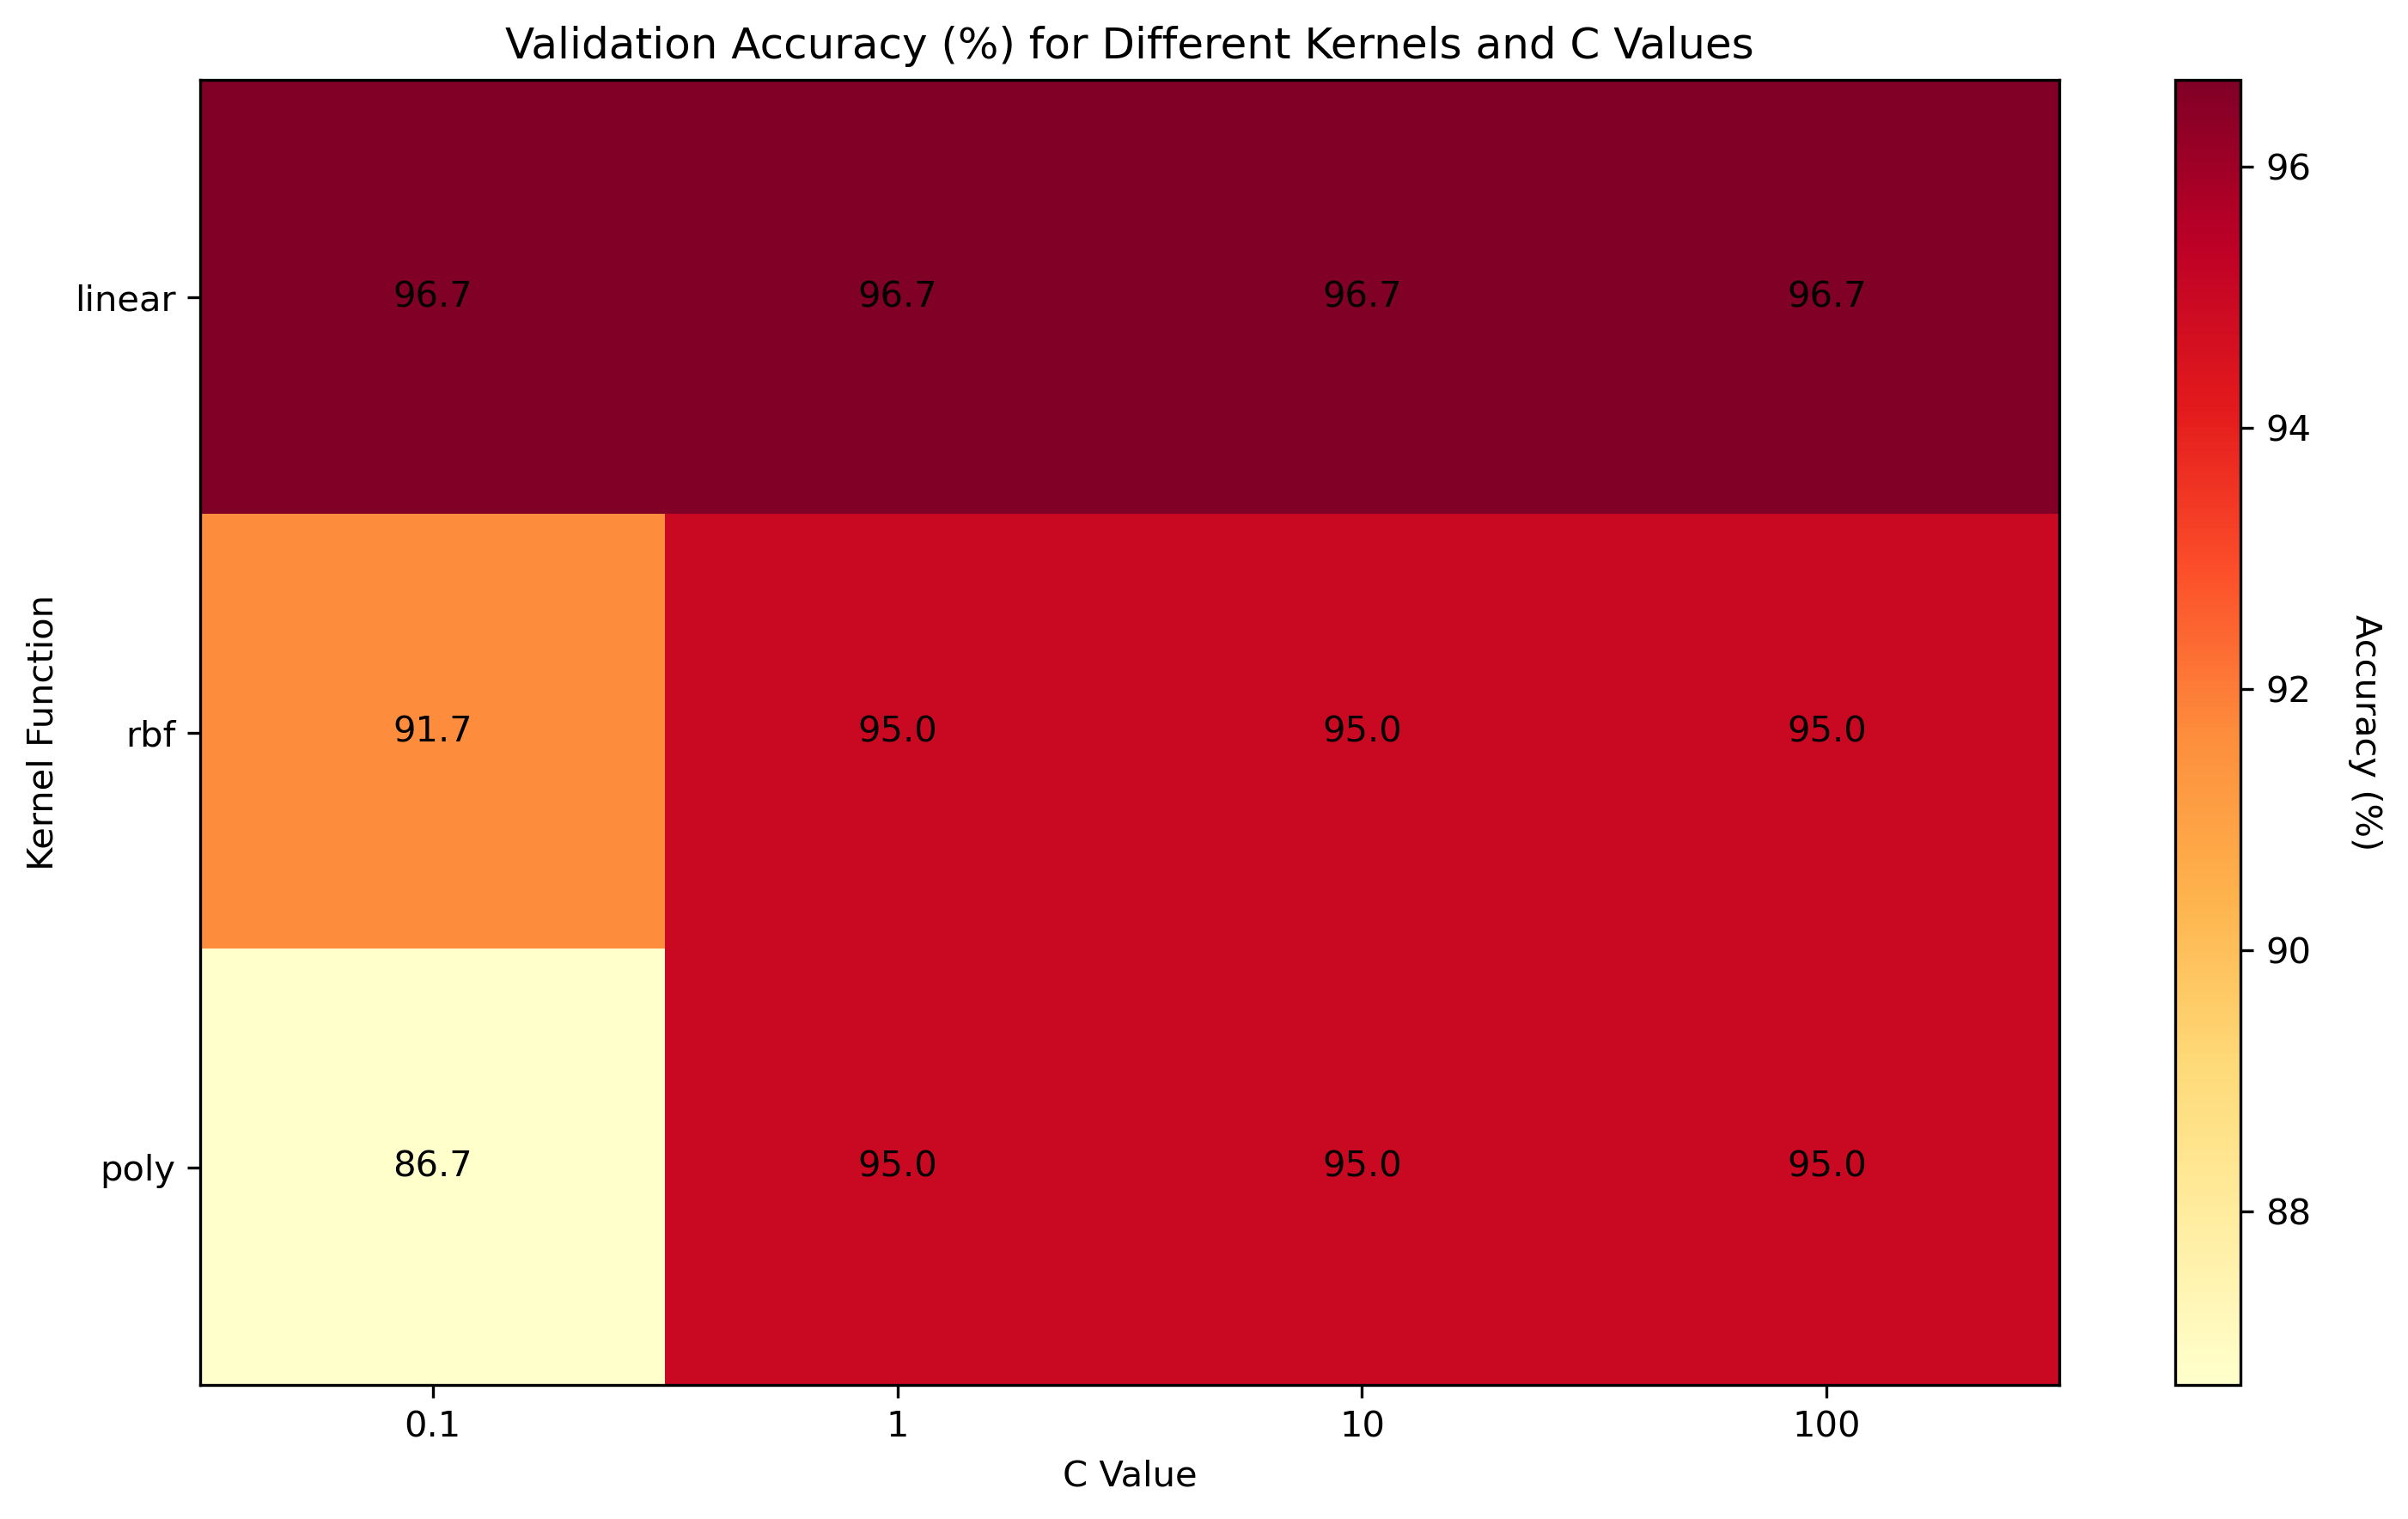 Validation Accuracy (%) for Different Kernels and C Values
Kernel Function
linear
96.7 96.7 96.7 96.7
rbf
91.7 95.0 95.0 95.0
poly
86.7 95.0 95.0 95.0
0.1 1 10 100
C Value
96
94
92
90
88
Accuracy (%)